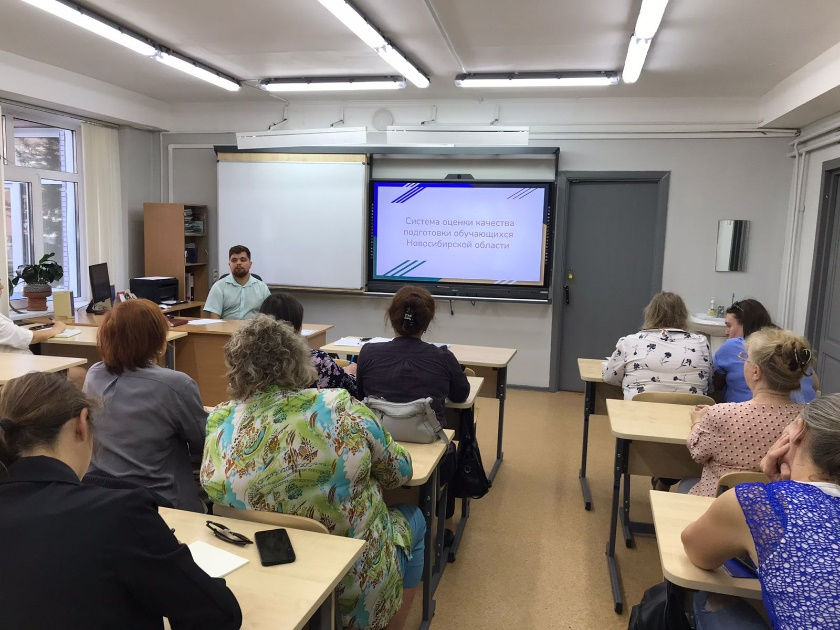 Система оценки качества
подготовки обучающихся
Новосибирской области